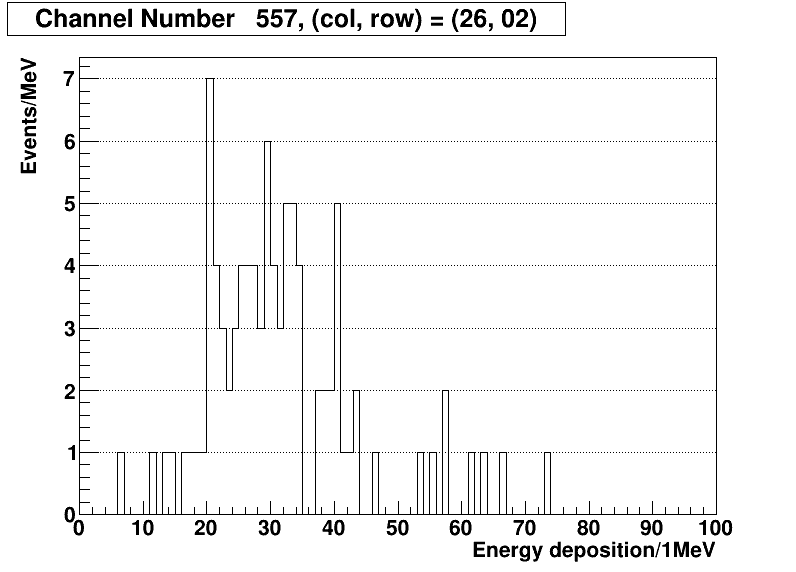 Channel Number   557, (col, row) = (26, 02)
Events/MeV
7
6
5
4
3
2
1
0
0 10 20 30 40 50 60 70 80 90 100
Energy deposition/1MeV